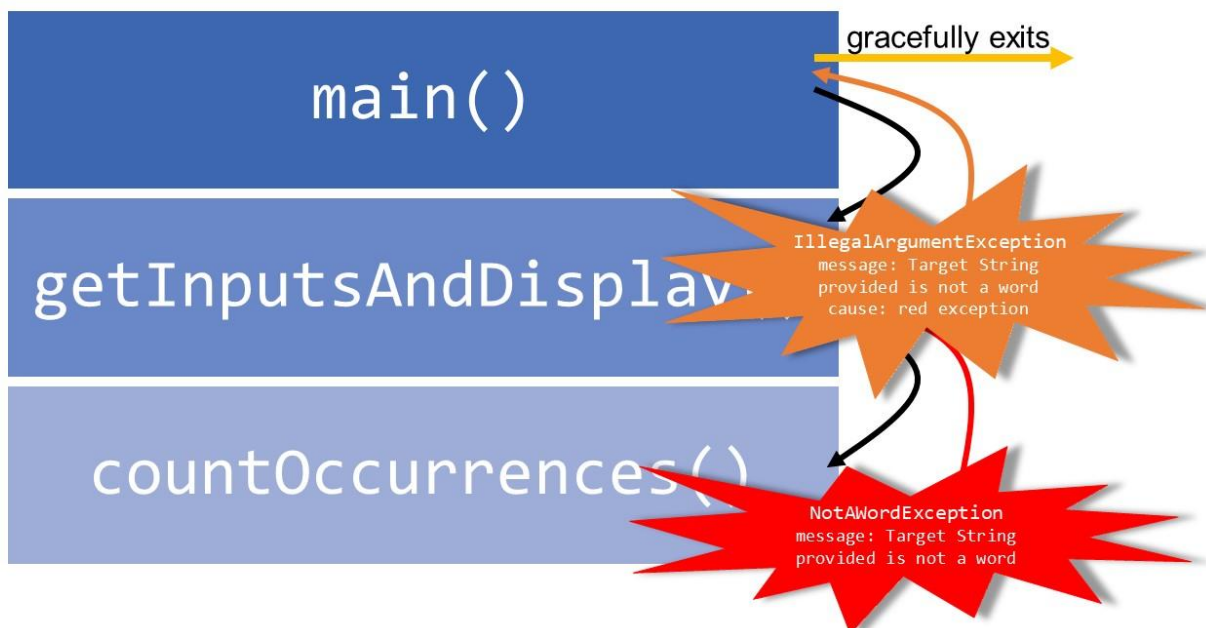 gracefully exits
main()
IllegalArgumentException
message: Target String
provided is not a word
cause: red exception
getInputsAndDisplay
countOccurrences()
NotAWordException
message: Target String
provided is not a word